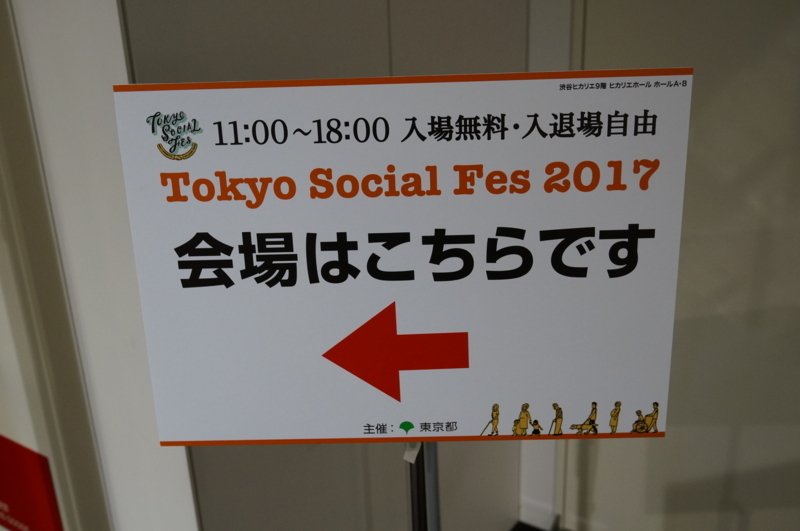 渋谷ヒカリエ9階 ヒカリエホール ホールA・B
TOKYO
SOCIAL
FES
11:00～18:00 入場無料・入退場自由
Tokyo Social Fes 2017
会場はこちらです
主催： 東京都